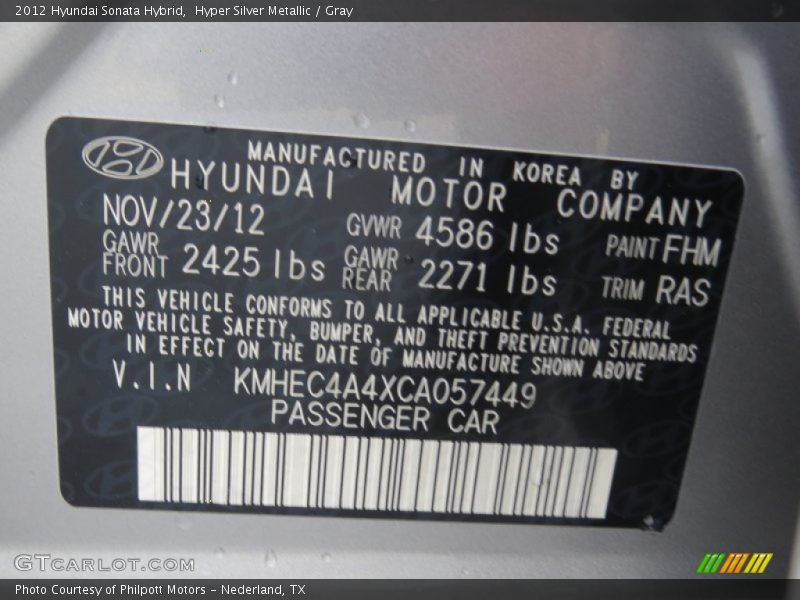 2012 Hyundai Sonata Hybrid,  Hyper Silver Metallic / Gray
MANUFACTURED IN KOREA BY
HYUNDAI MOTOR COMPANY
NOV/23/12 GVWR 4586 lbs PAINT FHM
GAWR FRONT 2425 lbs GAWR REAR 2271 lbs TRIM RAS
THIS VEHICLE CONFORMS TO ALL APPLICABLE U.S.A. FEDERAL
MOTOR VEHICLE SAFETY, BUMPER, AND THEFT PREVENTION STANDARDS
IN EFFECT ON THE DATE OF MANUFACTURE SHOWN ABOVE
V.I.N KMHEC4A4XCA057449
PASSENGER CAR
GTCARLOT.COM
Photo Courtesy of Philpott Motors – Nederland, TX